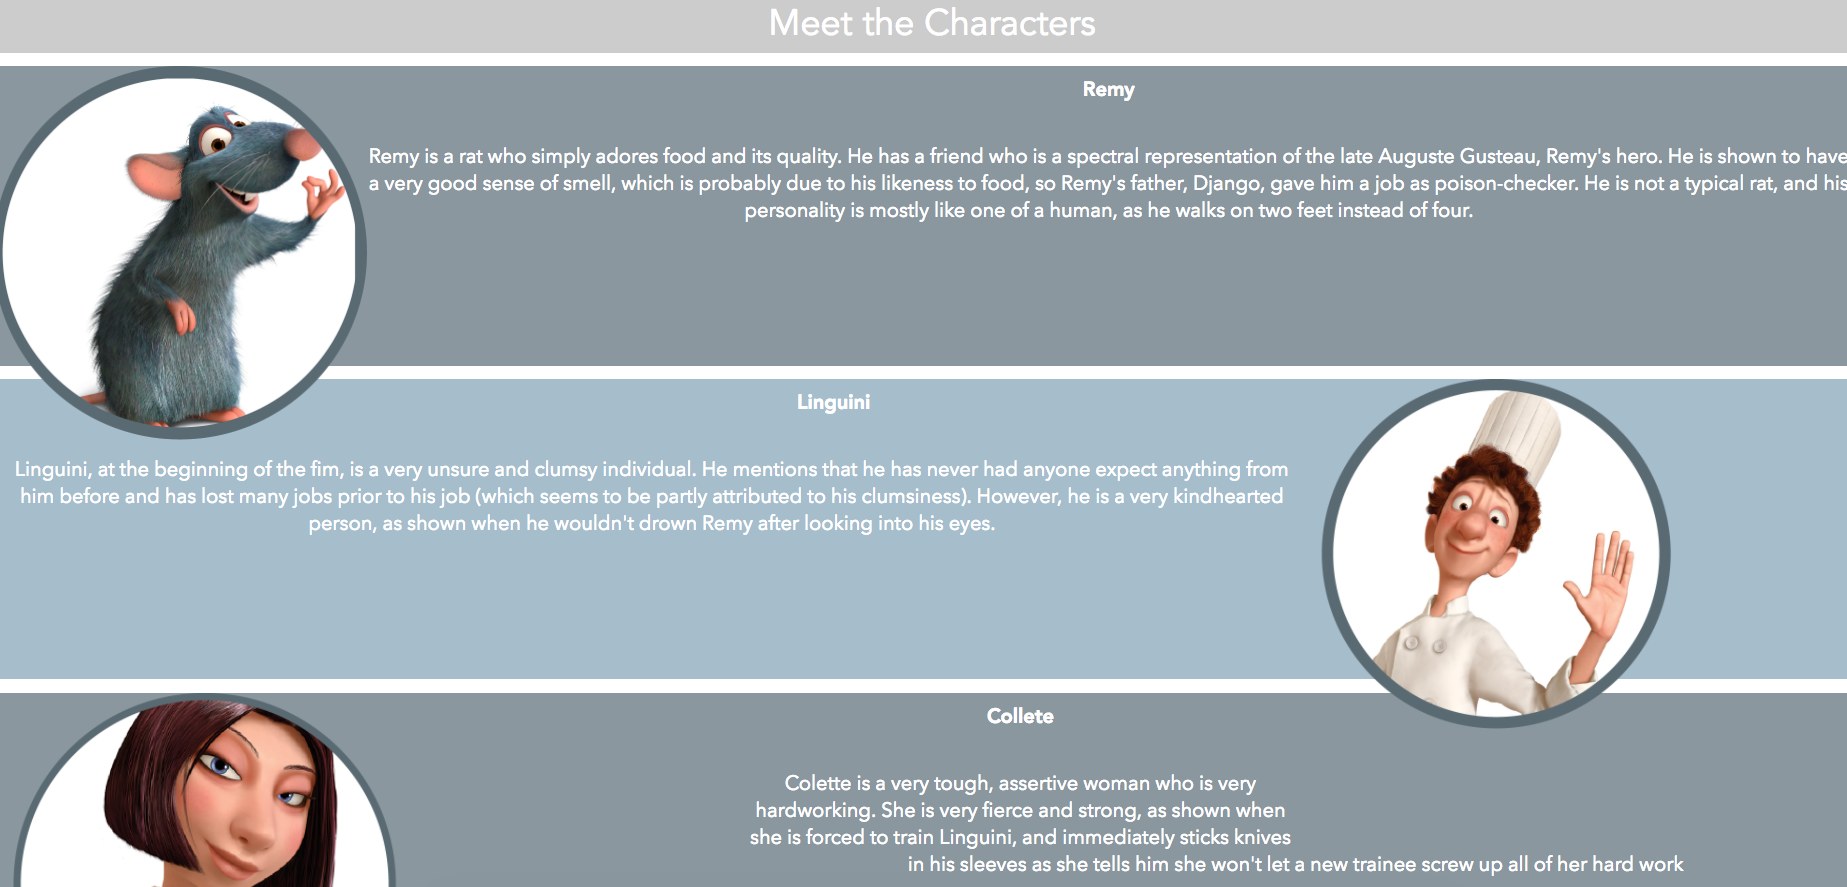 Meet the Characters
Remy
Remy is a rat who simply adores food and its quality. He has a friend who is a spectral representation of the late Auguste Gusteau, Remy's hero. He is shown to have
a very good sense of smell, which is probably due to his likeness to food, so Remy's father, Django, gave him a job as poison-checker. He is not a typical rat, and his
personality is mostly like one of a human, as he walks on two feet instead of four.
Linguini
Linguini, at the beginning of the fim, is a very unsure and clumsy individual. He mentions that he has never had anyone expect anything from
him before and has lost many jobs prior to his job (which seems to be partly attributed to his clumsiness). However, he is a very kindhearted
person, as shown when he wouldn't drown Remy after looking into his eyes.
Collete
Colette is a very tough, assertive woman who is very
hardworking. She is very fierce and strong, as shown when
she is forced to train Linguini, and immediately sticks knives
in his sleeves as she tells him she won't let a new trainee screw up all of her hard work